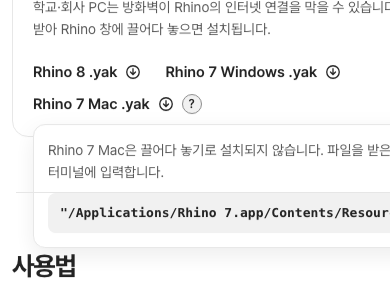 학교·회사 PC는 방화벽이 Rhino의 인터넷 연결을 막을 수 있습니다
받아 Rhino 창에 끌어다 놓으면 설치됩니다.
Rhino 8 .yak Rhino 7 Windows .yak
Rhino 7 Mac .yak ?
Rhino 7 Mac은 끌어다 놓기로 설치되지 않습니다. 파일을 받은
터미널에 입력합니다.
"/Applications/Rhino 7.app/Contents/Resour
사용법